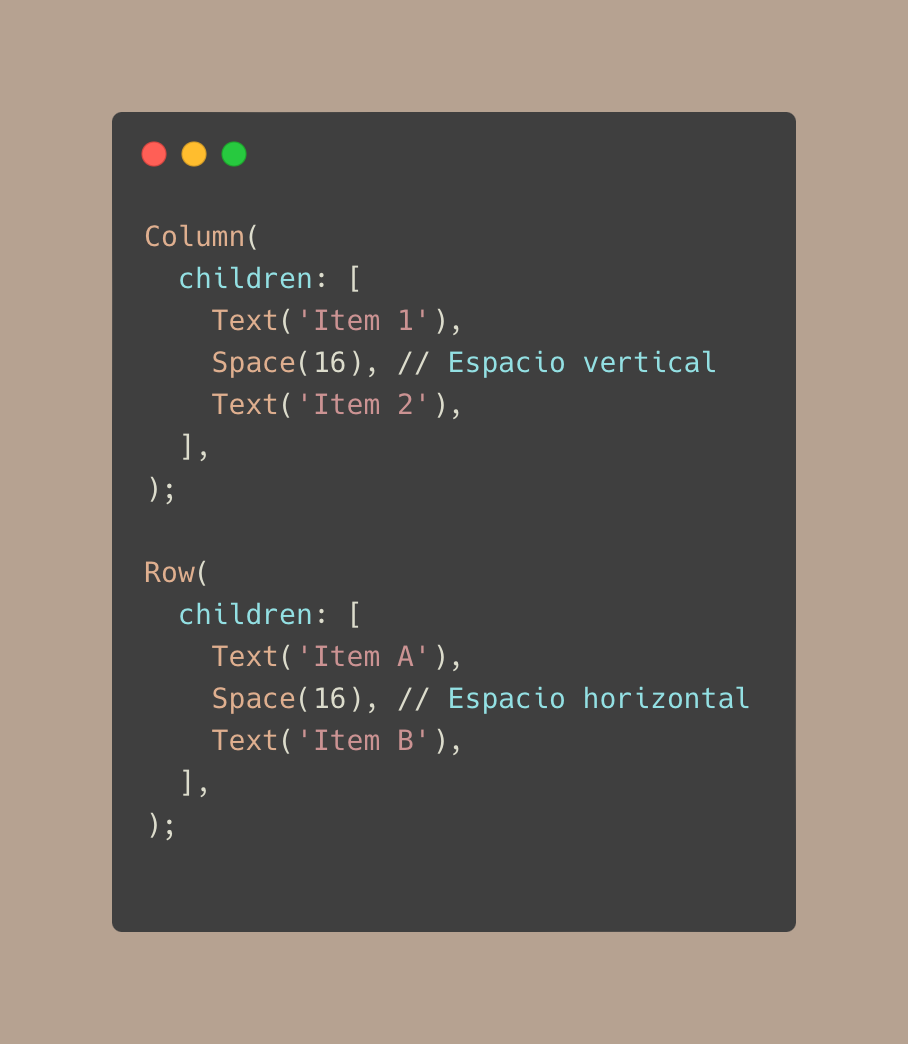 Column(
  children: [
    Text('Item 1'),
    Space(16), // Espacio vertical
    Text('Item 2'),
  ],
);

Row(
  children: [
    Text('Item A'),
    Space(16), // Espacio horizontal
    Text('Item B'),
  ],
);